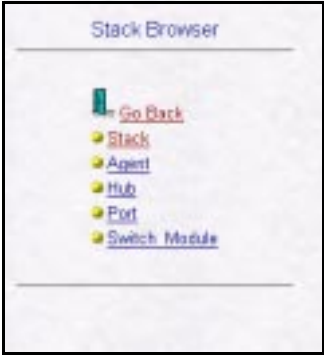 Stack Browser
Go Back
Stack
Agent
Hub
Port
Switch Module